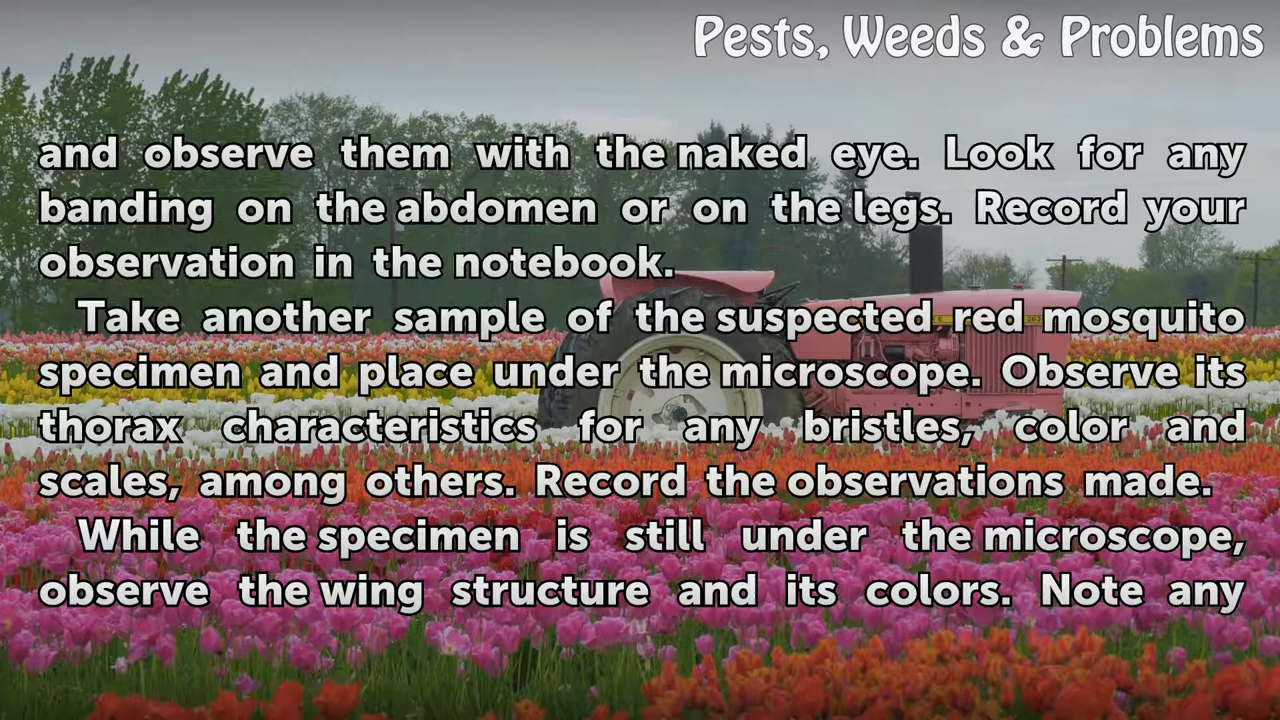 Pests, Weeds & Problems
and observe them with the naked eye. Look for any
banding on the abdomen or on the legs. Record your
observation in the notebook.
Take another sample of the suspected red mosquito
specimen and place under the microscope. Observe its
thorax characteristics for any bristles, color and
scales, among others. Record the observations made.
While the specimen is still under the microscope,
observe the wing structure and its colors. Note any